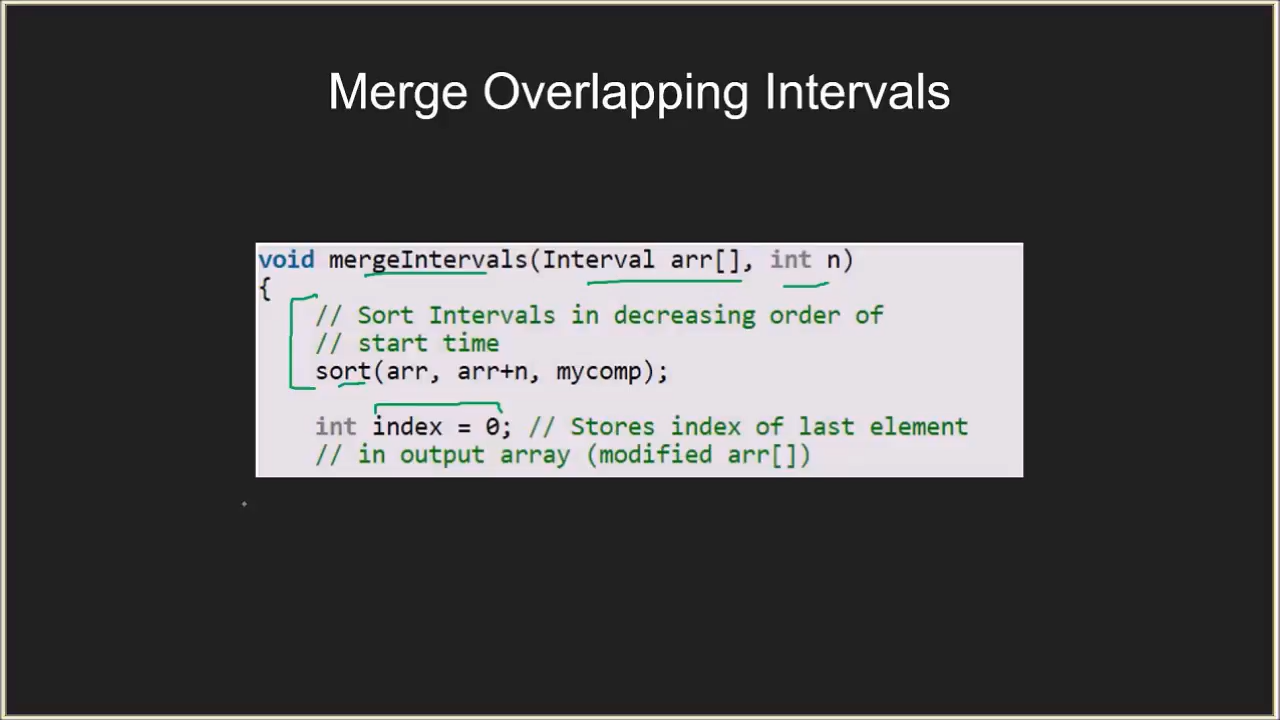 Merge Overlapping Intervals
void mergeIntervals(Interval arr[], int n)
{
// Sort Intervals in decreasing order of
// start time
sort(arr, arr+n, mycomp);
int index = 0; // Stores index of last element
// in output array (modified arr[])